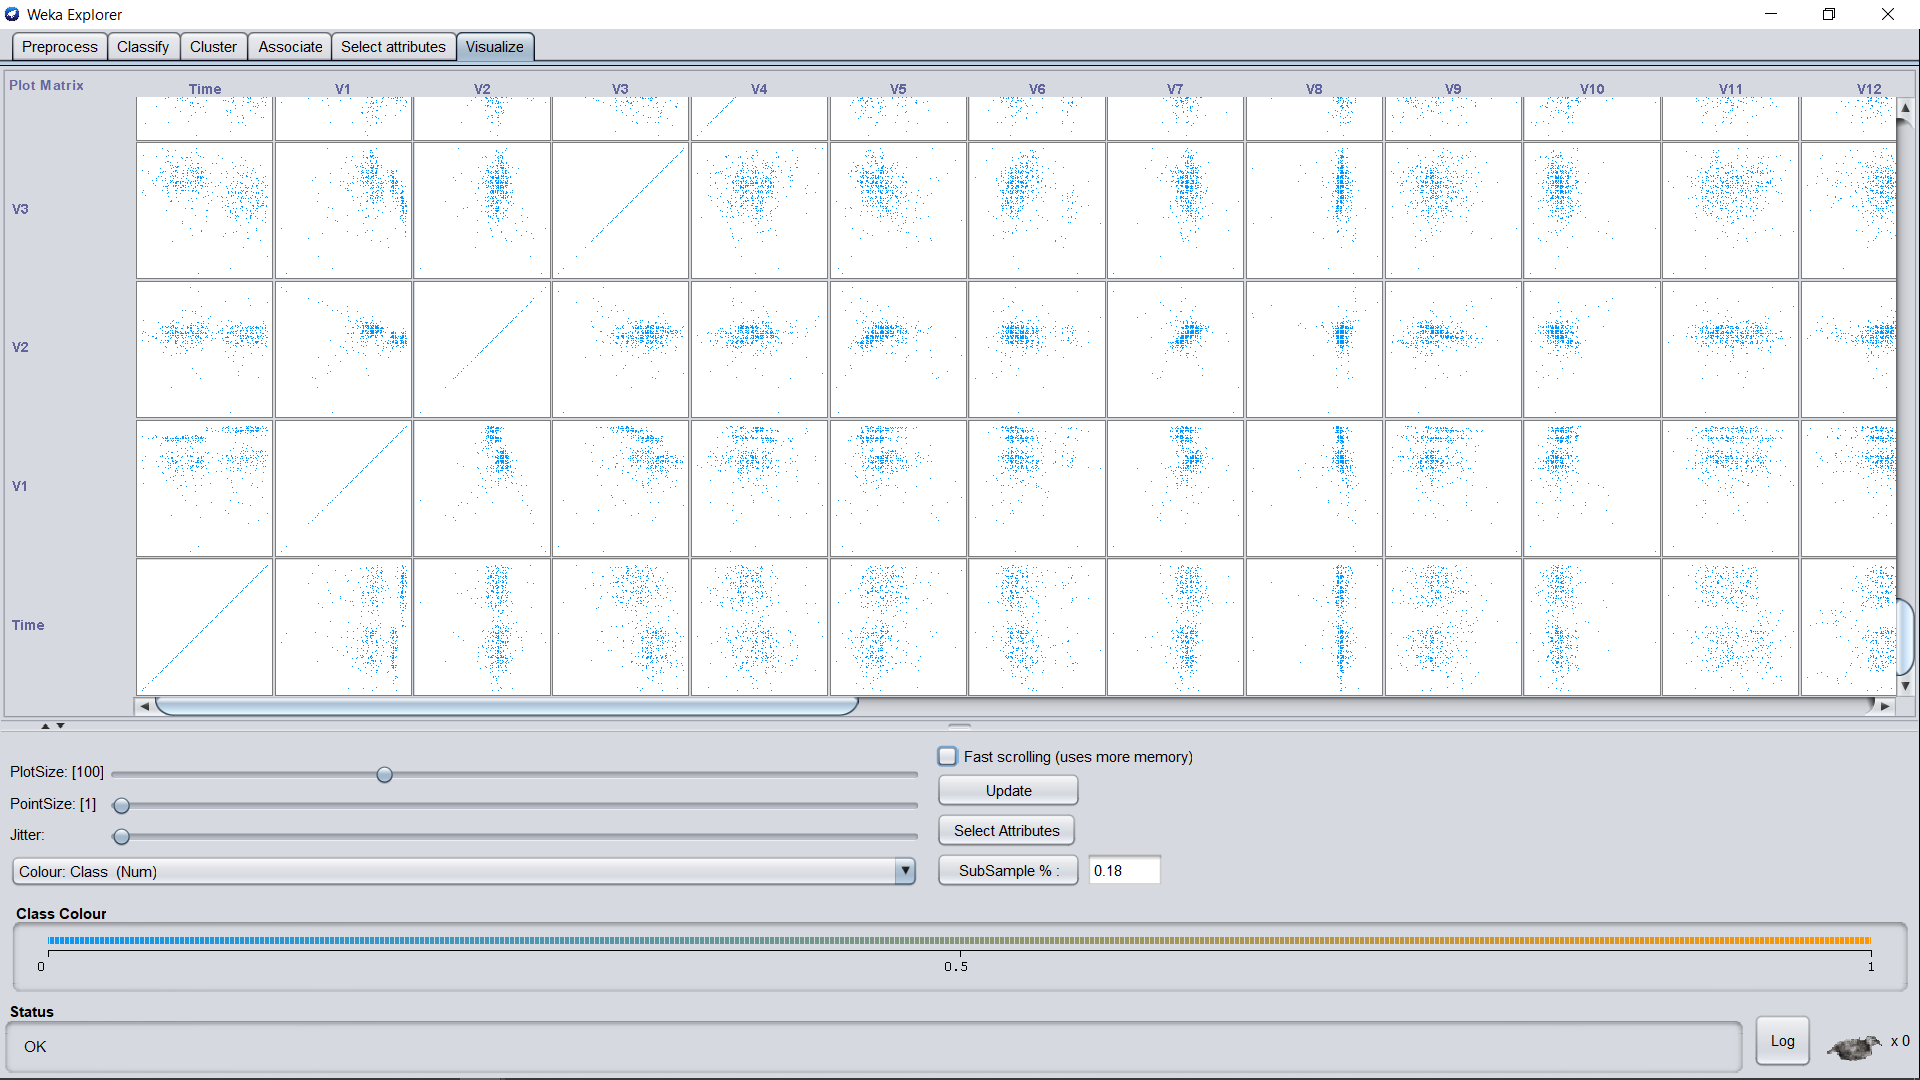 Weka Explorer
Preprocess Classify Cluster Associate Select attributes Visualize
Plot Matrix
Time V1 V2 V3 V4 V5 V6 V7 V8 V9 V10 V11 V12
V3
V2
V1
Time
PlotSize: [100]
PointSize: [1]
Jitter:
Colour: Class (Num)
Fast scrolling (uses more memory)
Update
Select Attributes
SubSample % : 0.18
Class Colour
0 0.5 1
Status
OK
Log x 0